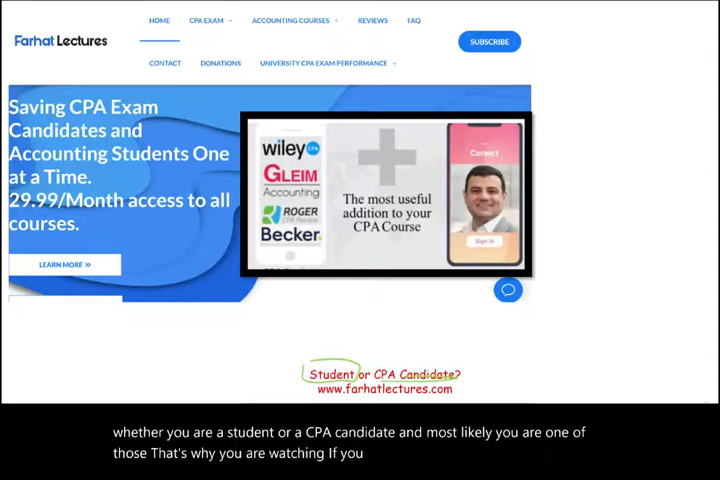 HOME
CPA EXAM
ACCOUNTING COURSES
REVIEWS
FAQ
Farhat Lectures
SUBSCRIBE
CONTACT
DONATIONS
UNIVERSITY CPA EXAM PERFORMANCE
Saving CPA Exam
Candidates and
Accounting Students One
at a Time.
29.99/Month access to all
courses.
LEARN MORE
wiley CPA
GLEIM
Accounting
ROGER
CPA Review
Becker.
The most useful
addition to your
CPA Course
Conect
Sign in
Student or CPA Candidate?
www.farhatlectures.com
whether you are a student or a CPA candidate and most likely you are one of
those That's why you are watching If you